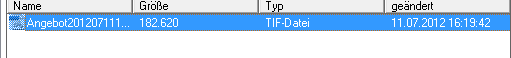 Name Größe Typ geändert
Angebot201207111... 182.620 TIF-Datei 11.07.2012 16:19:42